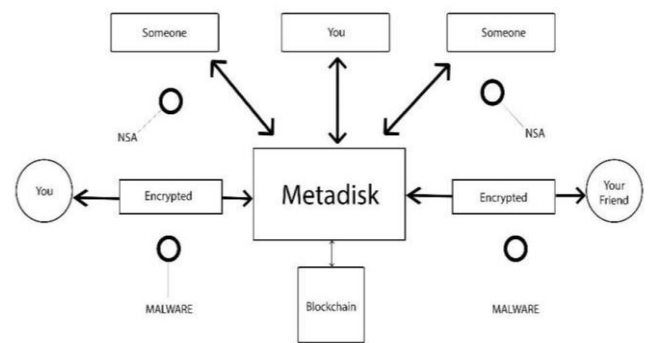 Someone
You
Someone
NSA
NSA
You
Encrypted
Metadisk
Encrypted
Your
Friend
MALWARE
Blockchain
MALWARE